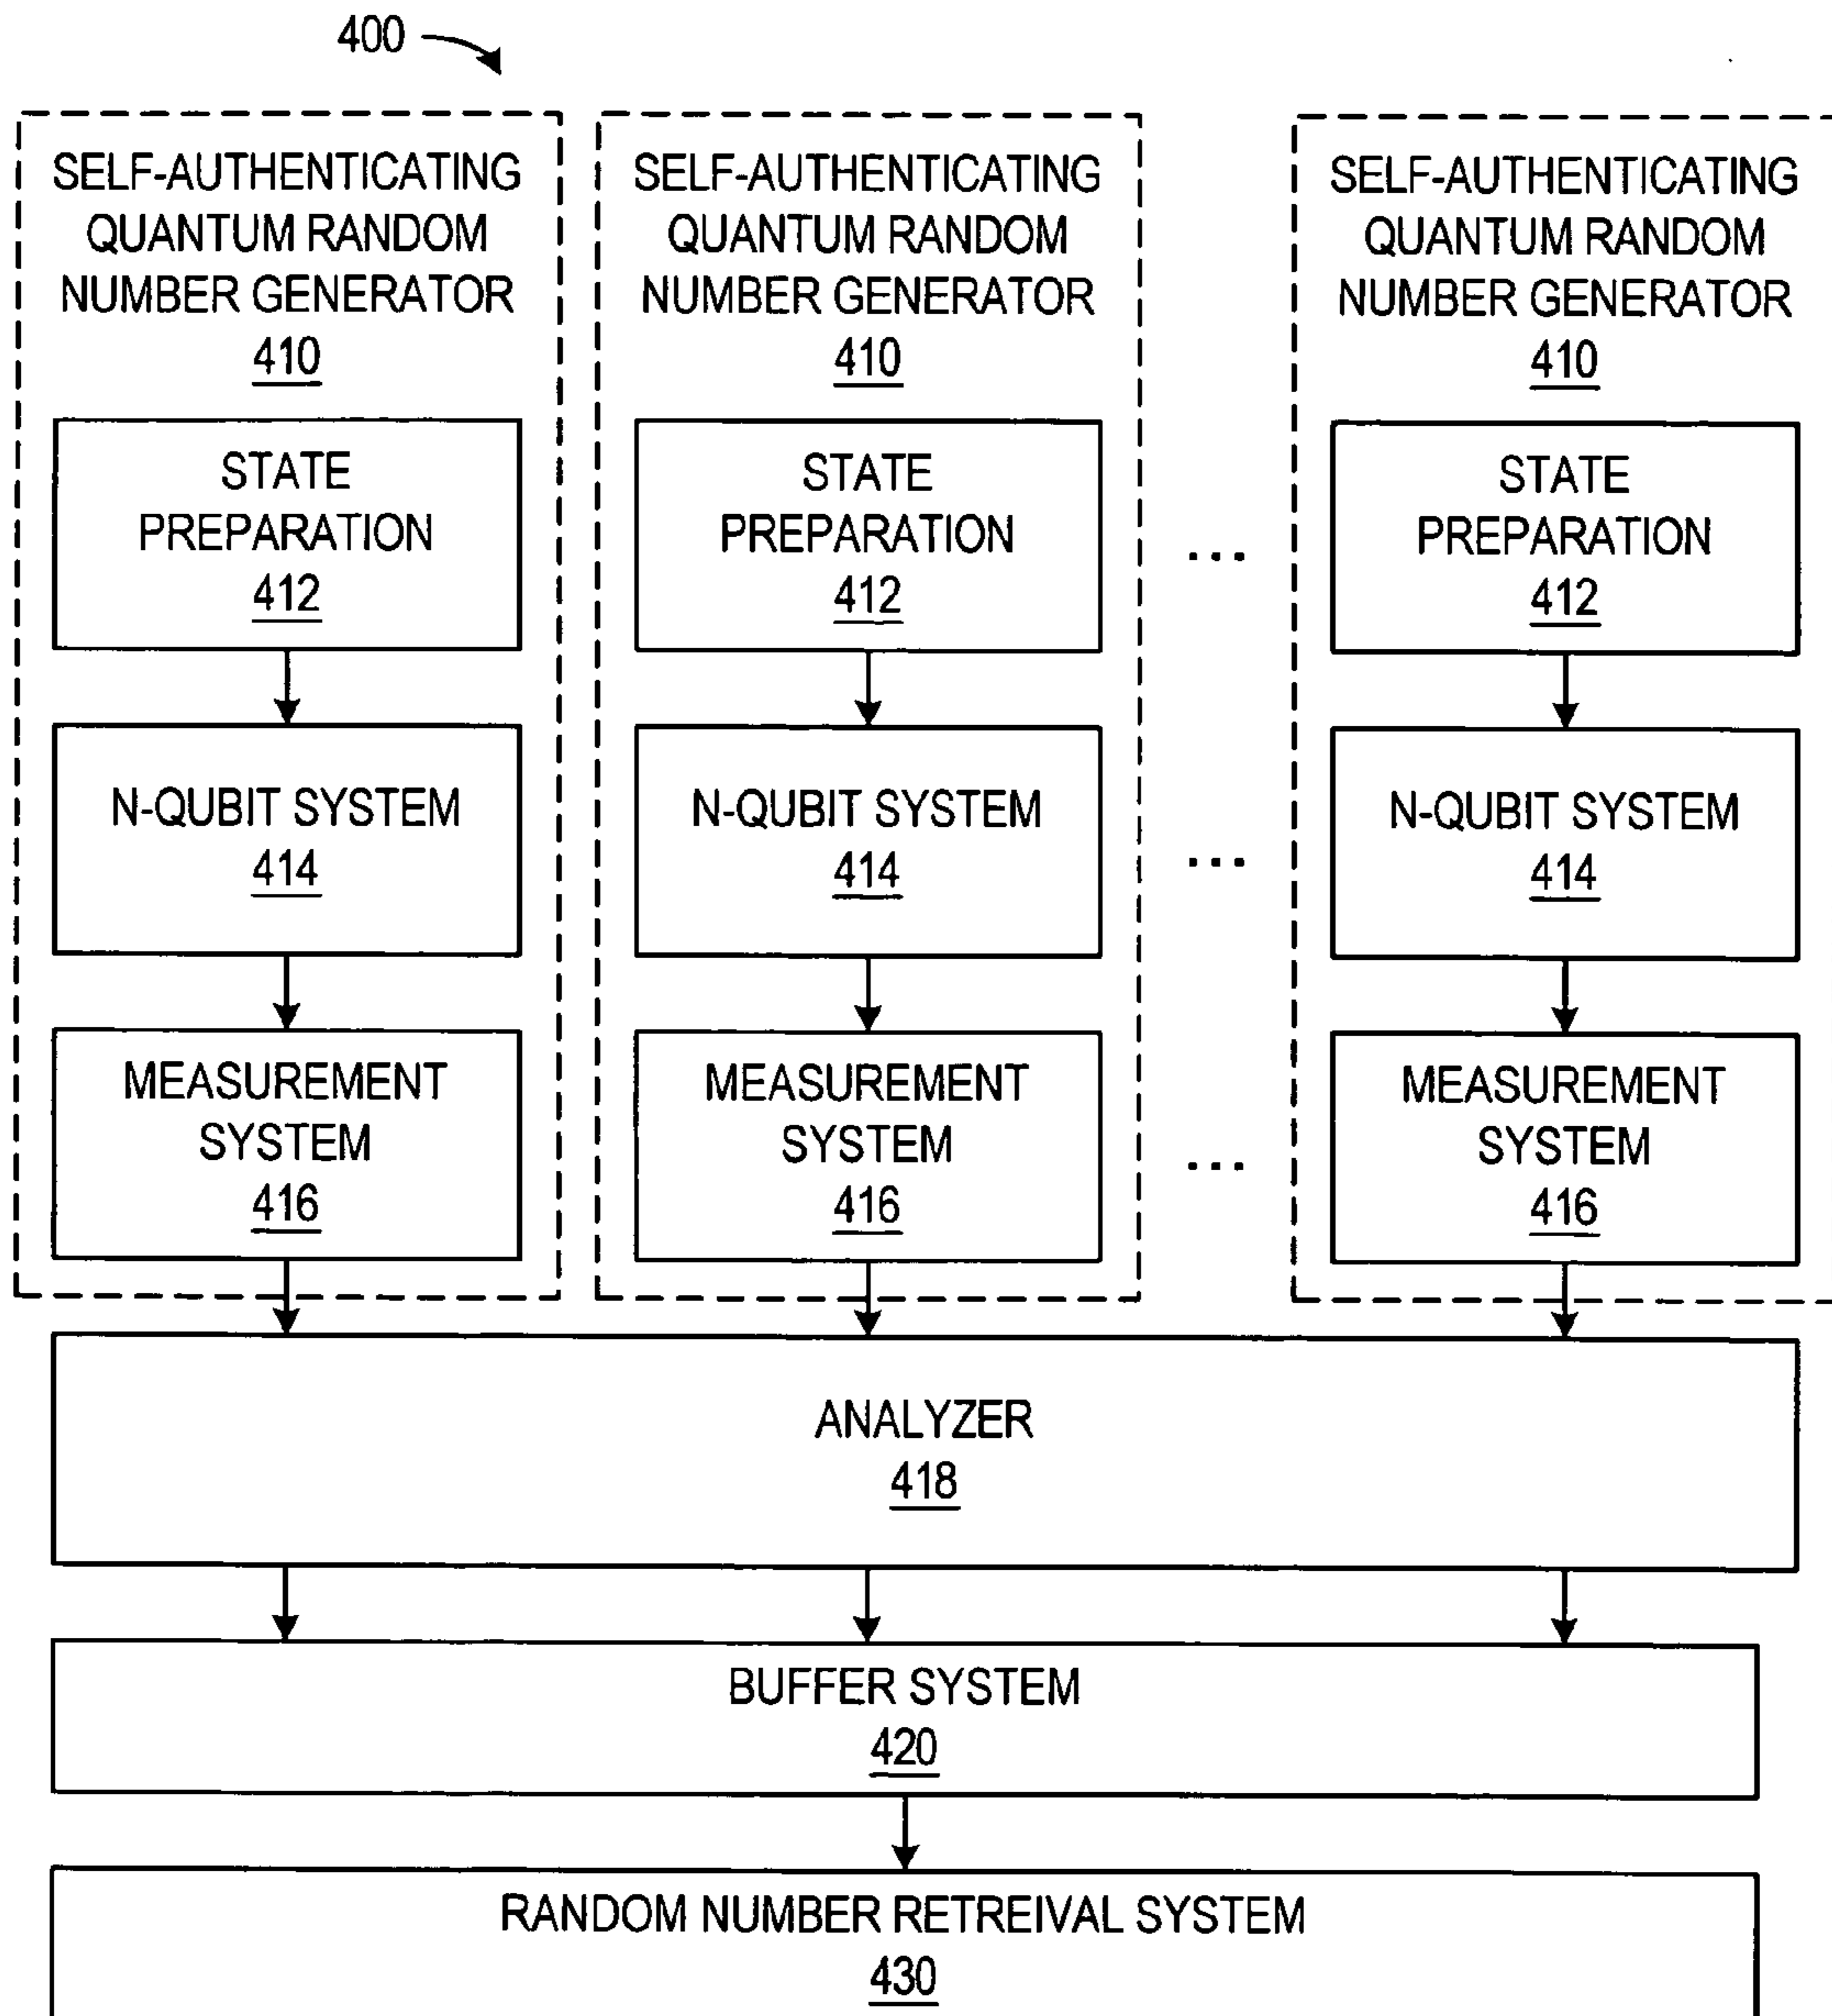 400
SELF-AUTHENTICATING
QUANTUM RANDOM
NUMBER GENERATOR
410
STATE
PREPARATION
412
N-QUBIT SYSTEM
414
MEASUREMENT
SYSTEM
416
SELF-AUTHENTICATING
QUANTUM RANDOM
NUMBER GENERATOR
410
STATE
PREPARATION
412
N-QUBIT SYSTEM
414
MEASUREMENT
SYSTEM
416
...
...
...
SELF-AUTHENTICATING
QUANTUM RANDOM
NUMBER GENERATOR
410
STATE
PREPARATION
412
N-QUBIT SYSTEM
414
MEASUREMENT
SYSTEM
416
ANALYZER
418
BUFFER SYSTEM
420
RANDOM NUMBER RETREIVAL SYSTEM
430